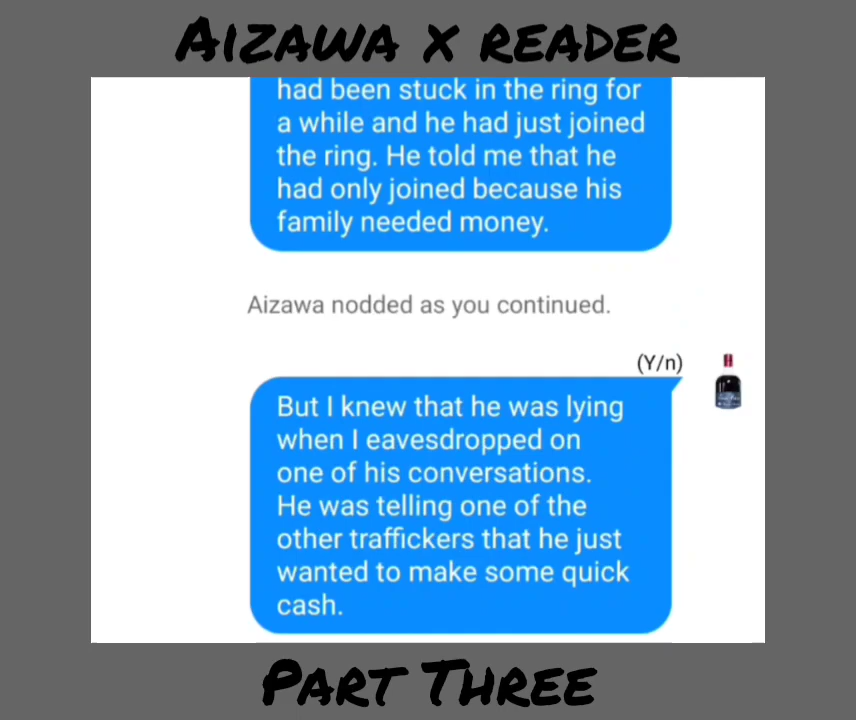 AIZAWA X READER
had been stuck in the ring for
a while and he had just joined
the ring. He told me that he
had only joined because his
family needed money.
Aizawa nodded as you continued.
(Y/n)
But I knew that he was lying
when I eavesdropped on
one of his conversations.
He was telling one of the
other traffickers that he just
wanted to make some quick
cash.
PART THREE